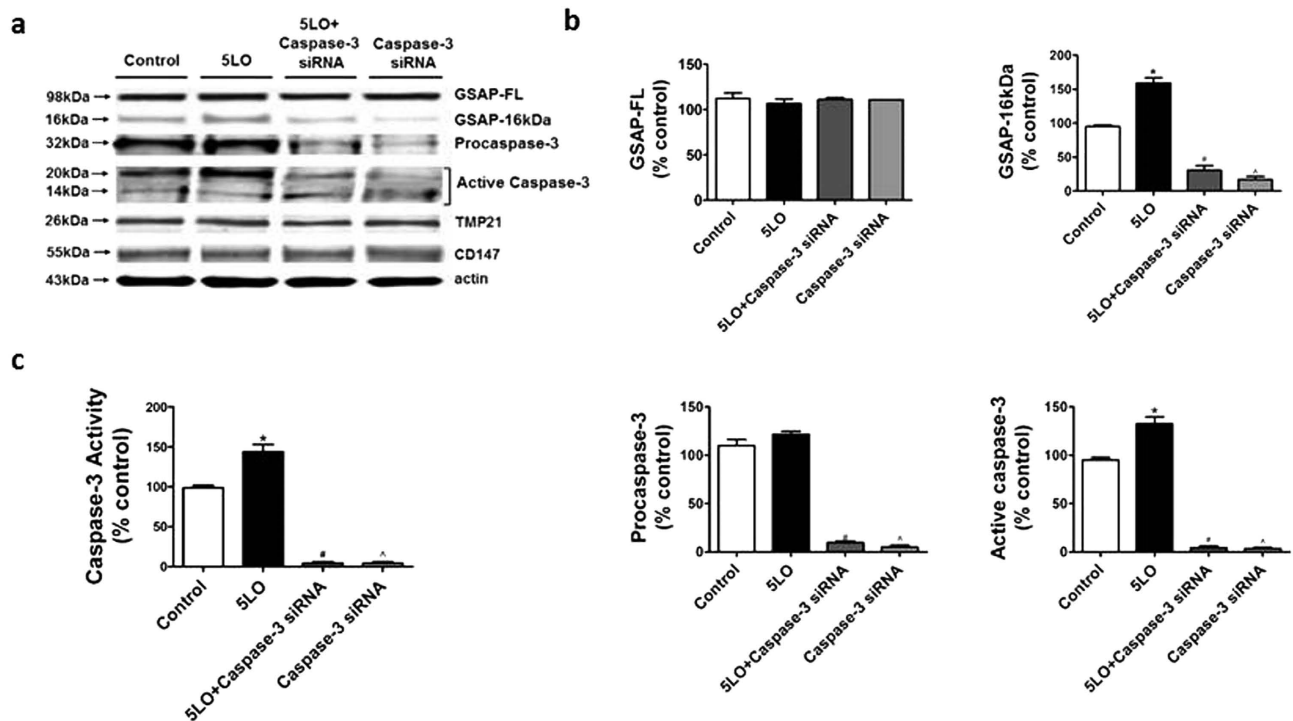 a
Control
5LO
5LO+
Caspase-3
siRNA
Caspase-3
siRNA
98kDa→
GSAP-FL
16kDa→
GSAP-16kDa
32kDa→
Procaspase-3
20kDa→
14kDa→
Active Caspase-3
26kDa→
TMP21
55kDa→
CD147
43kDa→
actin
b
GSAP-FL
(% control)
150
100
50
0
Control
5LO
5LO+Caspase-3 siRNA
Caspase-3 siRNA
GSAP-16kDa
(% control)
200
150
100
50
0
*
#
^
Control
5LO
5LO+Caspase-3 siRNA
Caspase-3 siRNA
c
Caspase-3 Activity
(% control)
200
150
100
50
0
*
#
^
Control
5LO
5LO+Caspase-3 siRNA
Caspase-3 siRNA
Procaspase-3
(% control)
150
100
50
0
#
^
Control
5LO
5LO+Caspase-3 siRNA
Caspase-3 siRNA
Active caspase-3
(% control)
150
100
50
0
*
#
^
Control
5LO
5LO+Caspase-3 siRNA
Caspase-3 siRNA